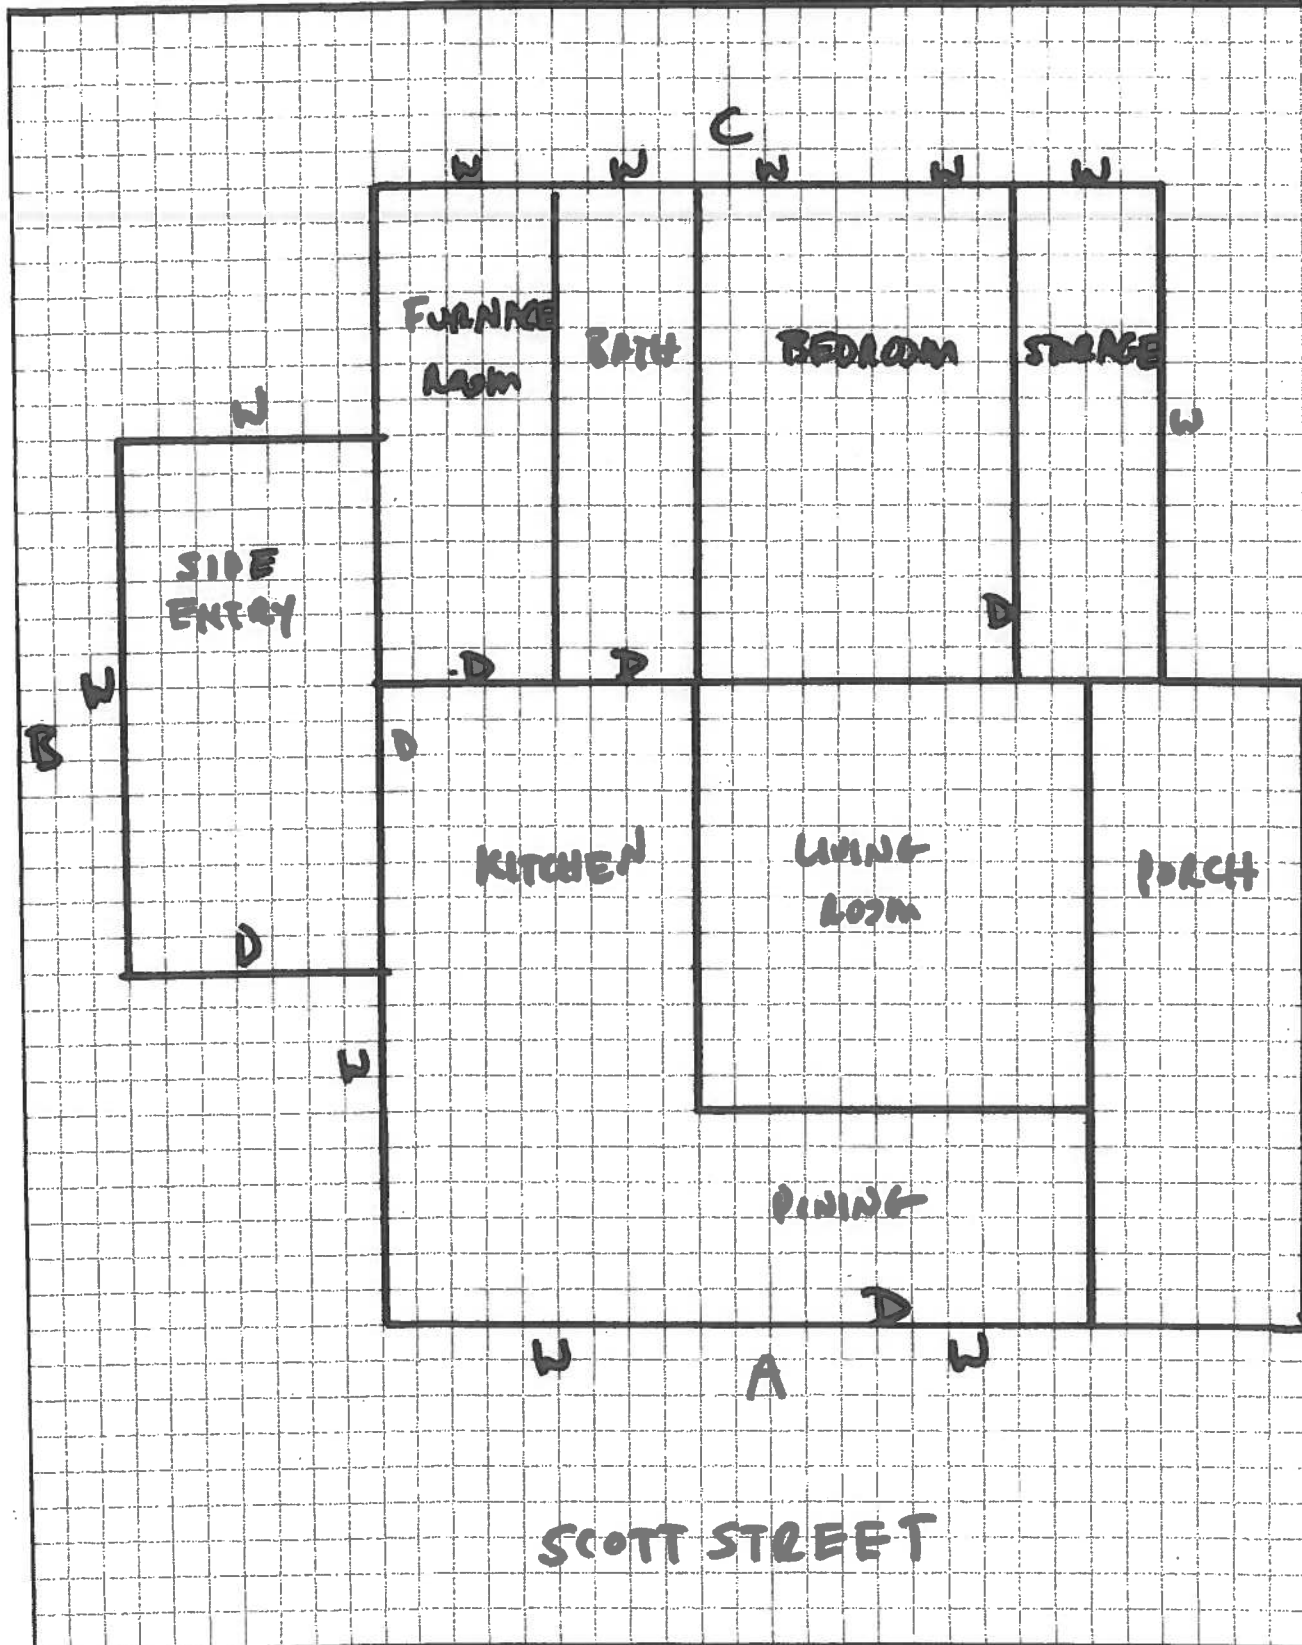 C
W W W W W
FURNACE
ROOM
BATH
BEDROOM
STORAGE
W
W
SIDE
ENTRY
D
D D
W
B
D
KITCHEN
LIVING
ROOM
PORCH
D
W
DINING
D
W
W
A
SCOTT STREET